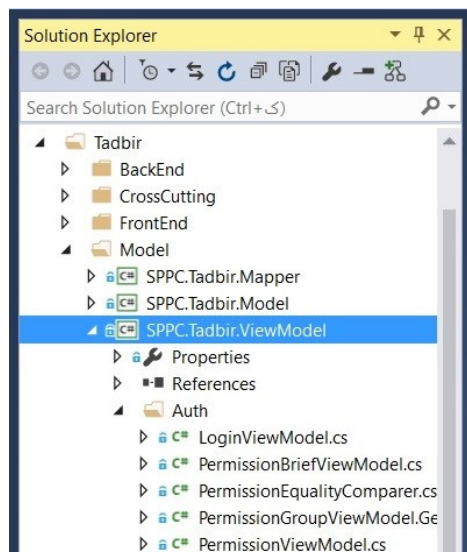 Solution Explorer
Search Solution Explorer (Ctrl+ک)
Tadbir
BackEnd
CrossCutting
FrontEnd
Model
C# SPPC.Tadbir.Mapper
C# SPPC.Tadbir.Model
C# SPPC.Tadbir.ViewModel
Properties
References
Auth
C# LoginViewModel.cs
C# PermissionBriefViewModel.cs
C# PermissionEqualityComparer.cs
C# PermissionGroupViewModel.Ge
C# PermissionViewModel.cs